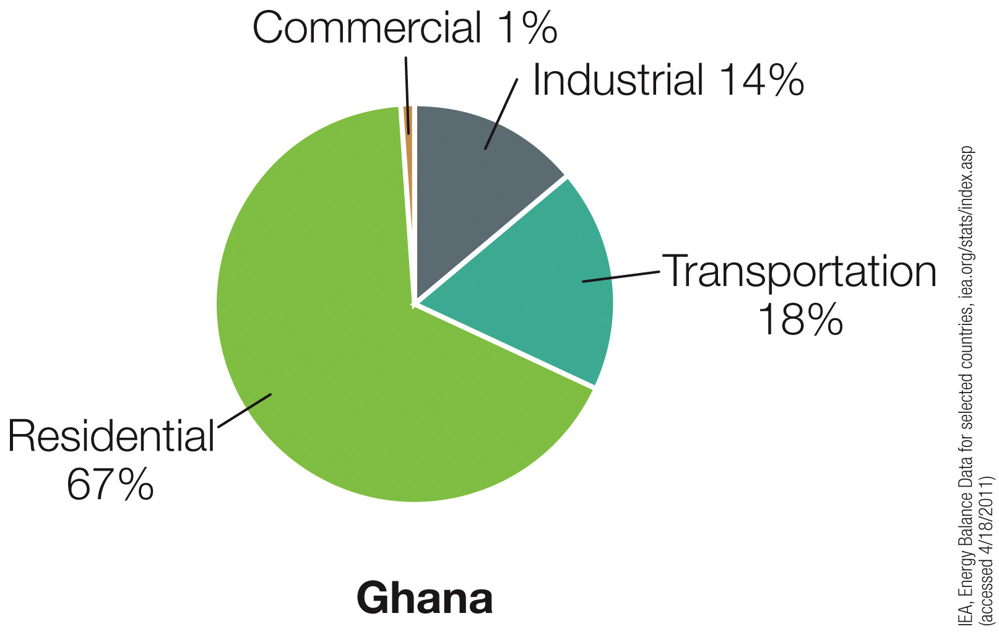 Commercial 1%
Industrial 14%
Transportation
18%
Residential
67%
Ghana
IEA, Energy Balance Data for selected countries, iea.org/stats/index.asp
(accessed 4/18/2011)